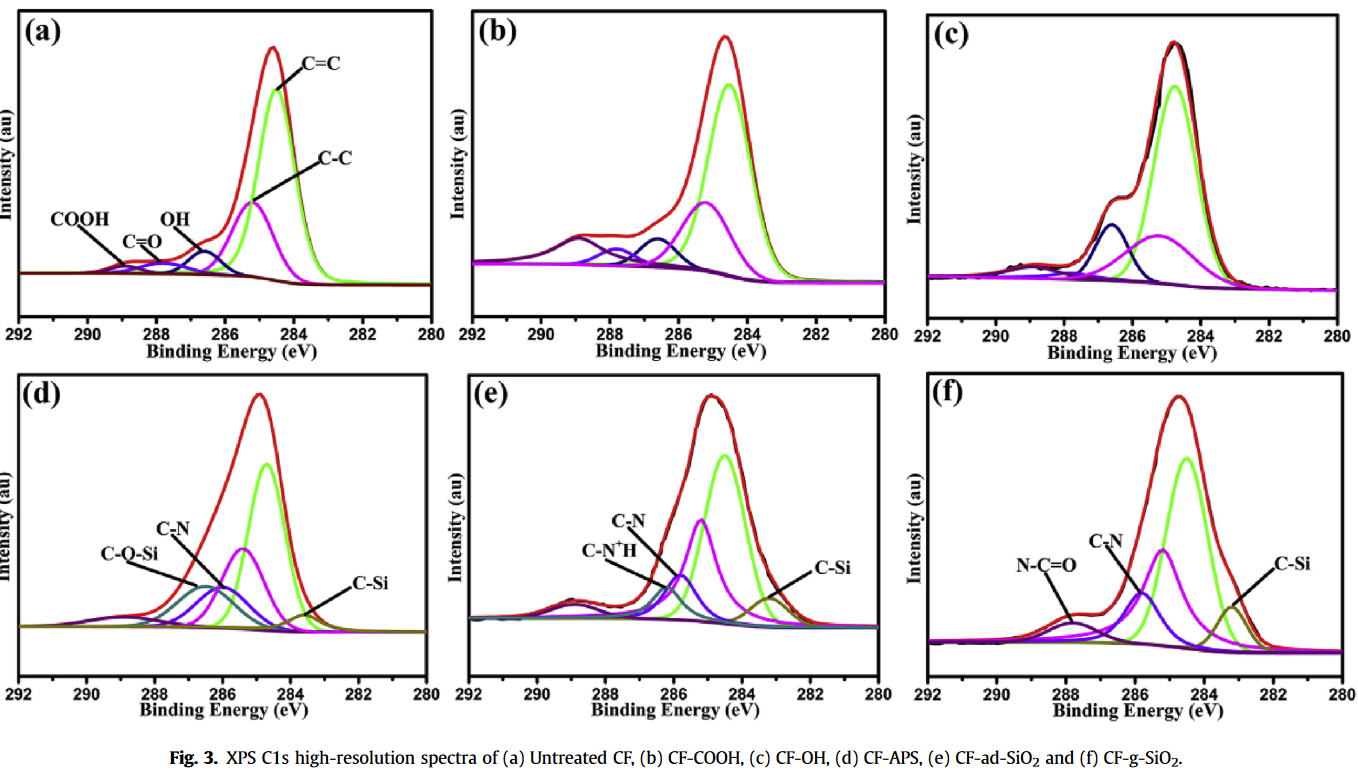 (a)
C=C
C-C
COOH
C=O
OH
Intensity (au)
292 290 288 286 284 282 280
Binding Energy (eV)
(b)
Intensity (au)
292 290 288 286 284 282 280
Binding Energy (eV)
(c)
Intensity (au)
292 290 288 286 284 282 280
Binding Energy (eV)
(d)
C-N
C-O-Si
C-Si
Intensity (au)
292 290 288 286 284 282 280
Binding Energy (eV)
(e)
C-N
C-N⁺H
C-Si
Intensity (au)
292 290 288 286 284 282 280
Binding Energy (eV)
(f)
C-N
N-C=O
C-Si
Intensity (au)
292 290 288 286 284 282 280
Binding Energy (eV)
Fig. 3. XPS C1s high-resolution spectra of (a) Untreated CF, (b) CF-COOH, (c) CF-OH, (d) CF-APS, (e) CF-ad-SiO₂ and (f) CF-g-SiO₂.